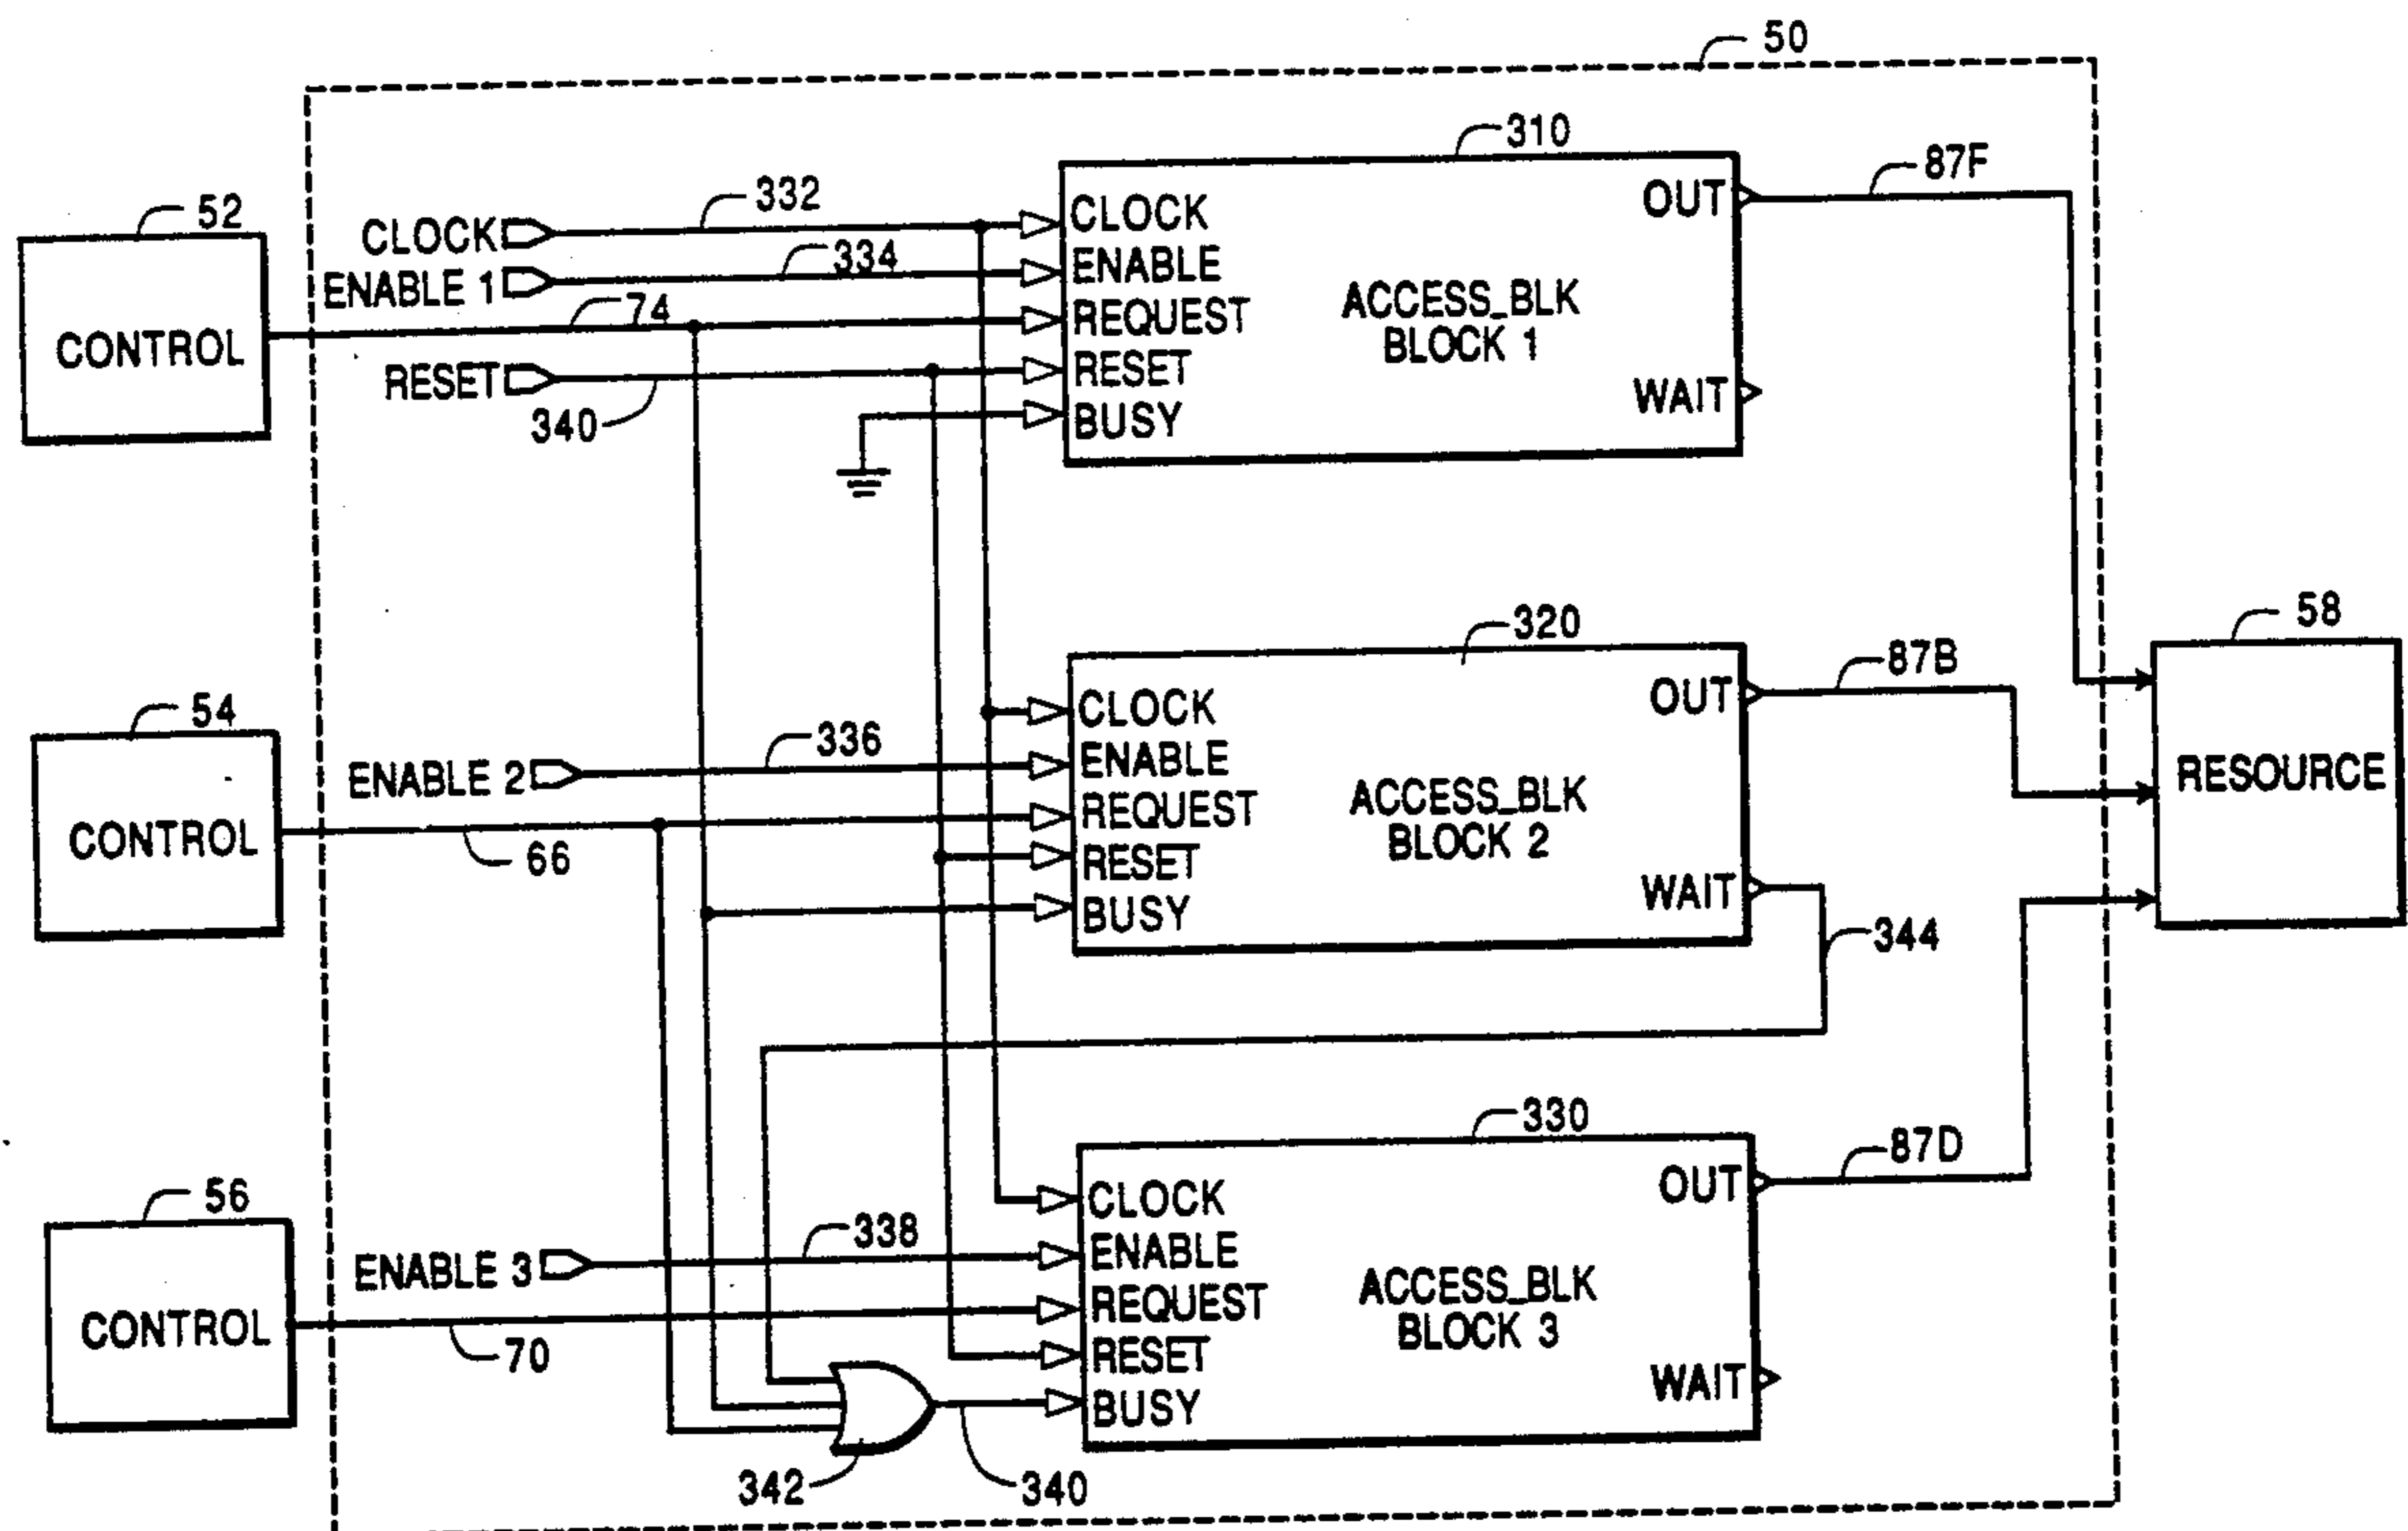 50
310
87F
332
52
CLOCK
CLOCK
OUT
334
ENABLE 1
ENABLE
74
REQUEST
ACCESS_BLK
BLOCK 1
CONTROL
RESET
RESET
WAIT
340
BUSY
320
58
87B
54
CLOCK
OUT
336
ENABLE 2
ENABLE
RESOURCE
REQUEST
ACCESS_BLK
BLOCK 2
CONTROL
66
RESET
WAIT
BUSY
344
330
87D
56
CLOCK
OUT
338
ENABLE 3
ENABLE
REQUEST
ACCESS_BLK
BLOCK 3
CONTROL
70
RESET
WAIT
BUSY
342
340